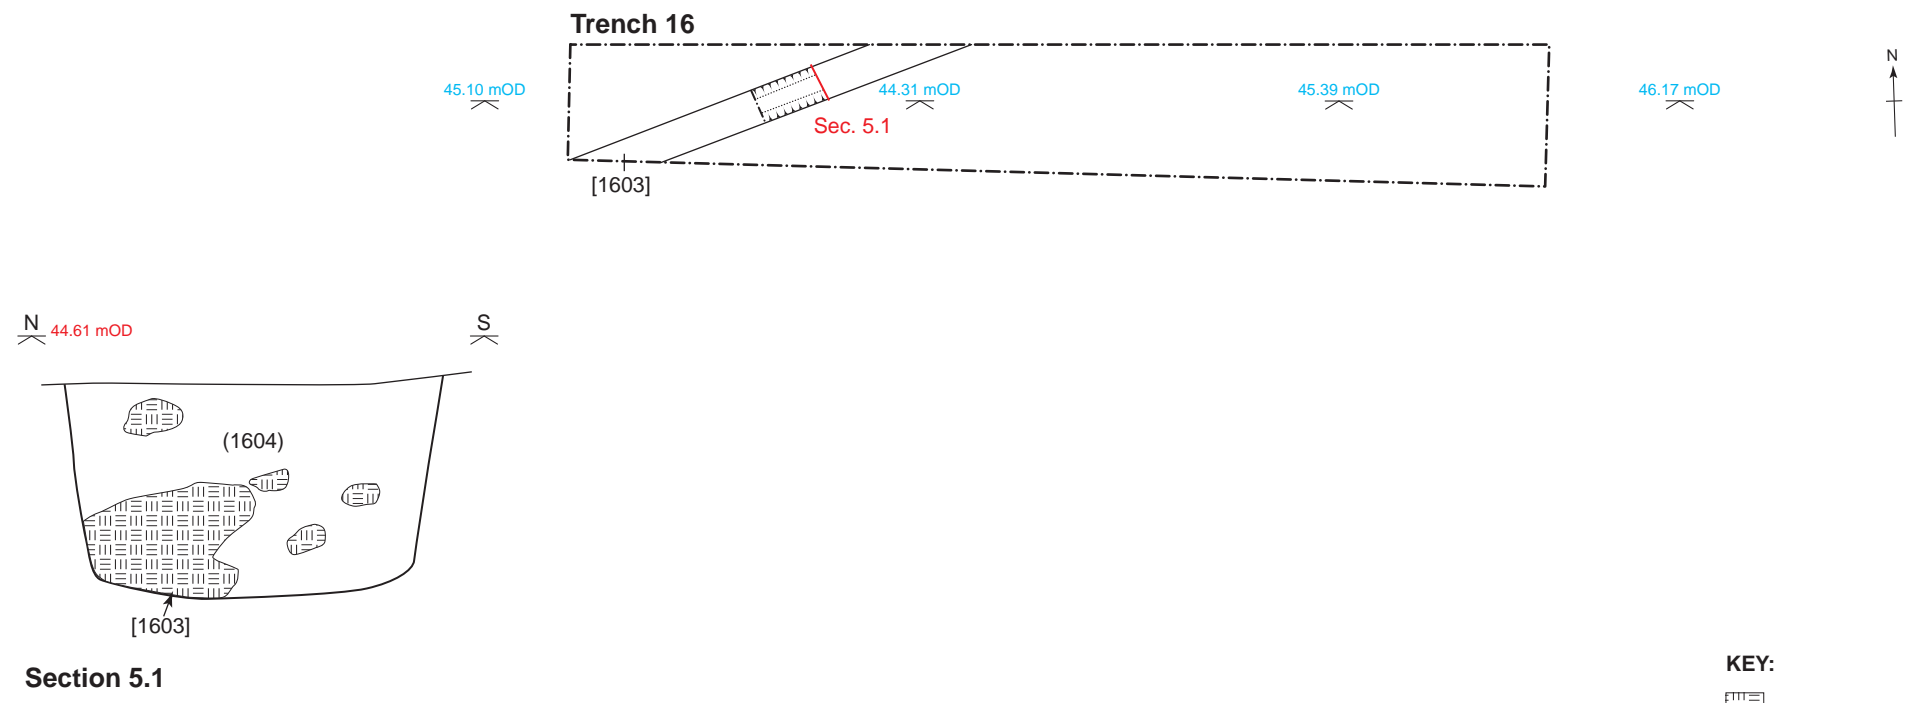 Trench 16
N
45.10 mOD
44.31 mOD
45.39 mOD
46.17 mOD
Sec. 5.1
[1603]
N
44.61 mOD
S
(1604)
[1603]
Section 5.1
KEY: